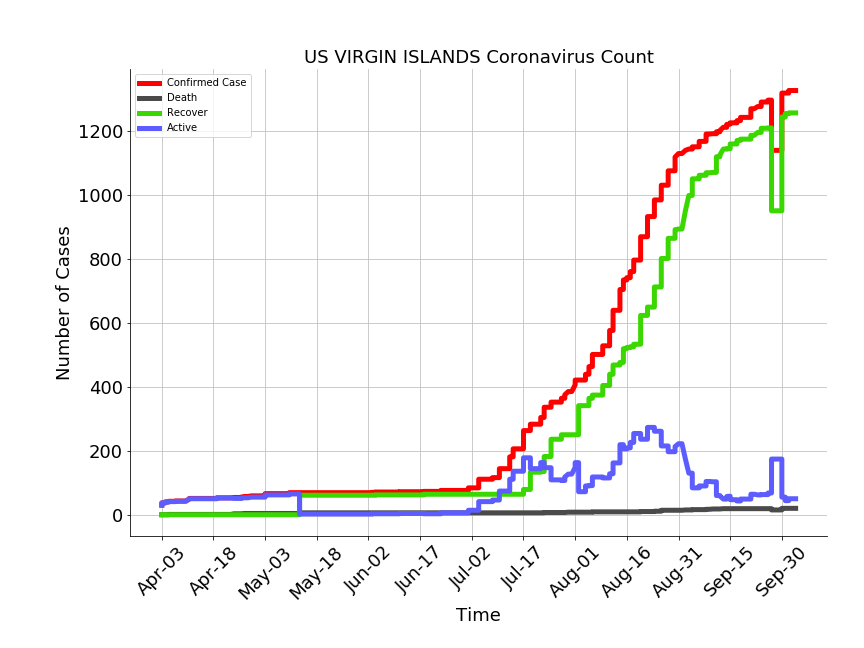 US VIRGIN ISLANDS Coronavirus Count
Confirmed Case
Death
Recover
Active
Number of Cases
1200
1000
800
600
400
200
0
Apr-03
Apr-18
May-03
May-18
Jun-02
Jun-17
Jul-02
Jul-17
Aug-01
Aug-16
Aug-31
Sep-15
Sep-30
Time